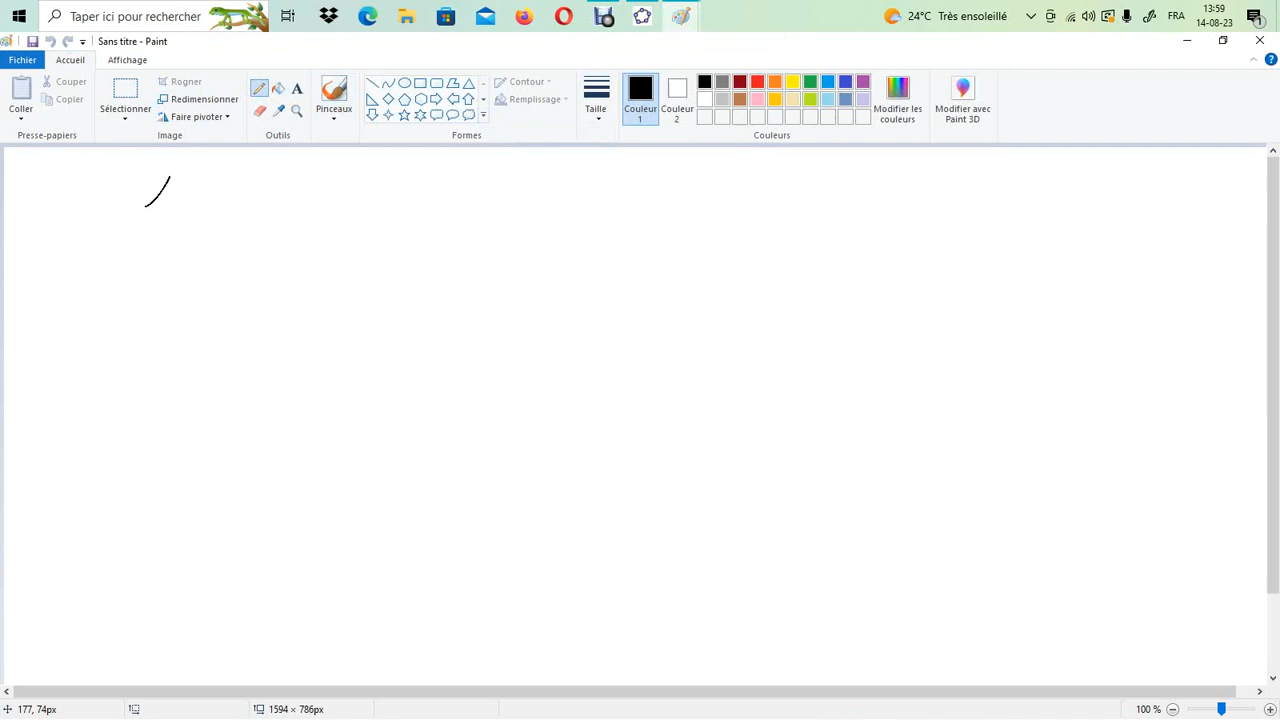 Taper ici pour rechercher
24°C Très ensoleillé
FRA
13:59
14-08-23
1
Sans titre - Paint
Fichier
Accueil
Affichage
Coller
Couper
Copier
Presse-papiers
Sélectionner
Rogner
Redimensionner
Faire pivoter
Image
A
Outils
Pinceaux
Contour
Remplissage
Formes
Taille
Couleur 1
Couleur 2
Modifier les couleurs
Couleurs
Modifier avec Paint 3D
177, 74px
1594 × 786px
100 %